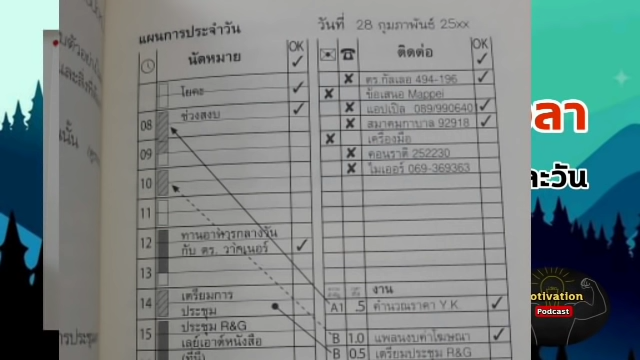 แผนการประจำวัน
วันที่ 28 กุมภาพันธ์ 25xx
นัดหมาย
OK
ติดต่อ
OK
โยคะ
ช่วงสงบ
08
09
10
11
12
ทานอาหารกลางวัน
กับ ดร. วากเนอร์
13
14
เตรียมการ
ประชุม
15
ประชุม R&G
เลย์เอาต์หนังสือ
ดร.กัลเลอ 494-196
ข้อเสนอ Mappei
แอปเปิล 089/990640
สมาคมกาบาล 92918
เครื่องมือ
คอนราดี 252230
ไมเออร์ 069-369363
งาน
A1 .5 คำนวณราคา Y.K.
B 1.0 แพลนงบค่าโฆษณา
B 0.5 เตรียมประชุม R&G
ลา
ละวัน
otivation
Podcast